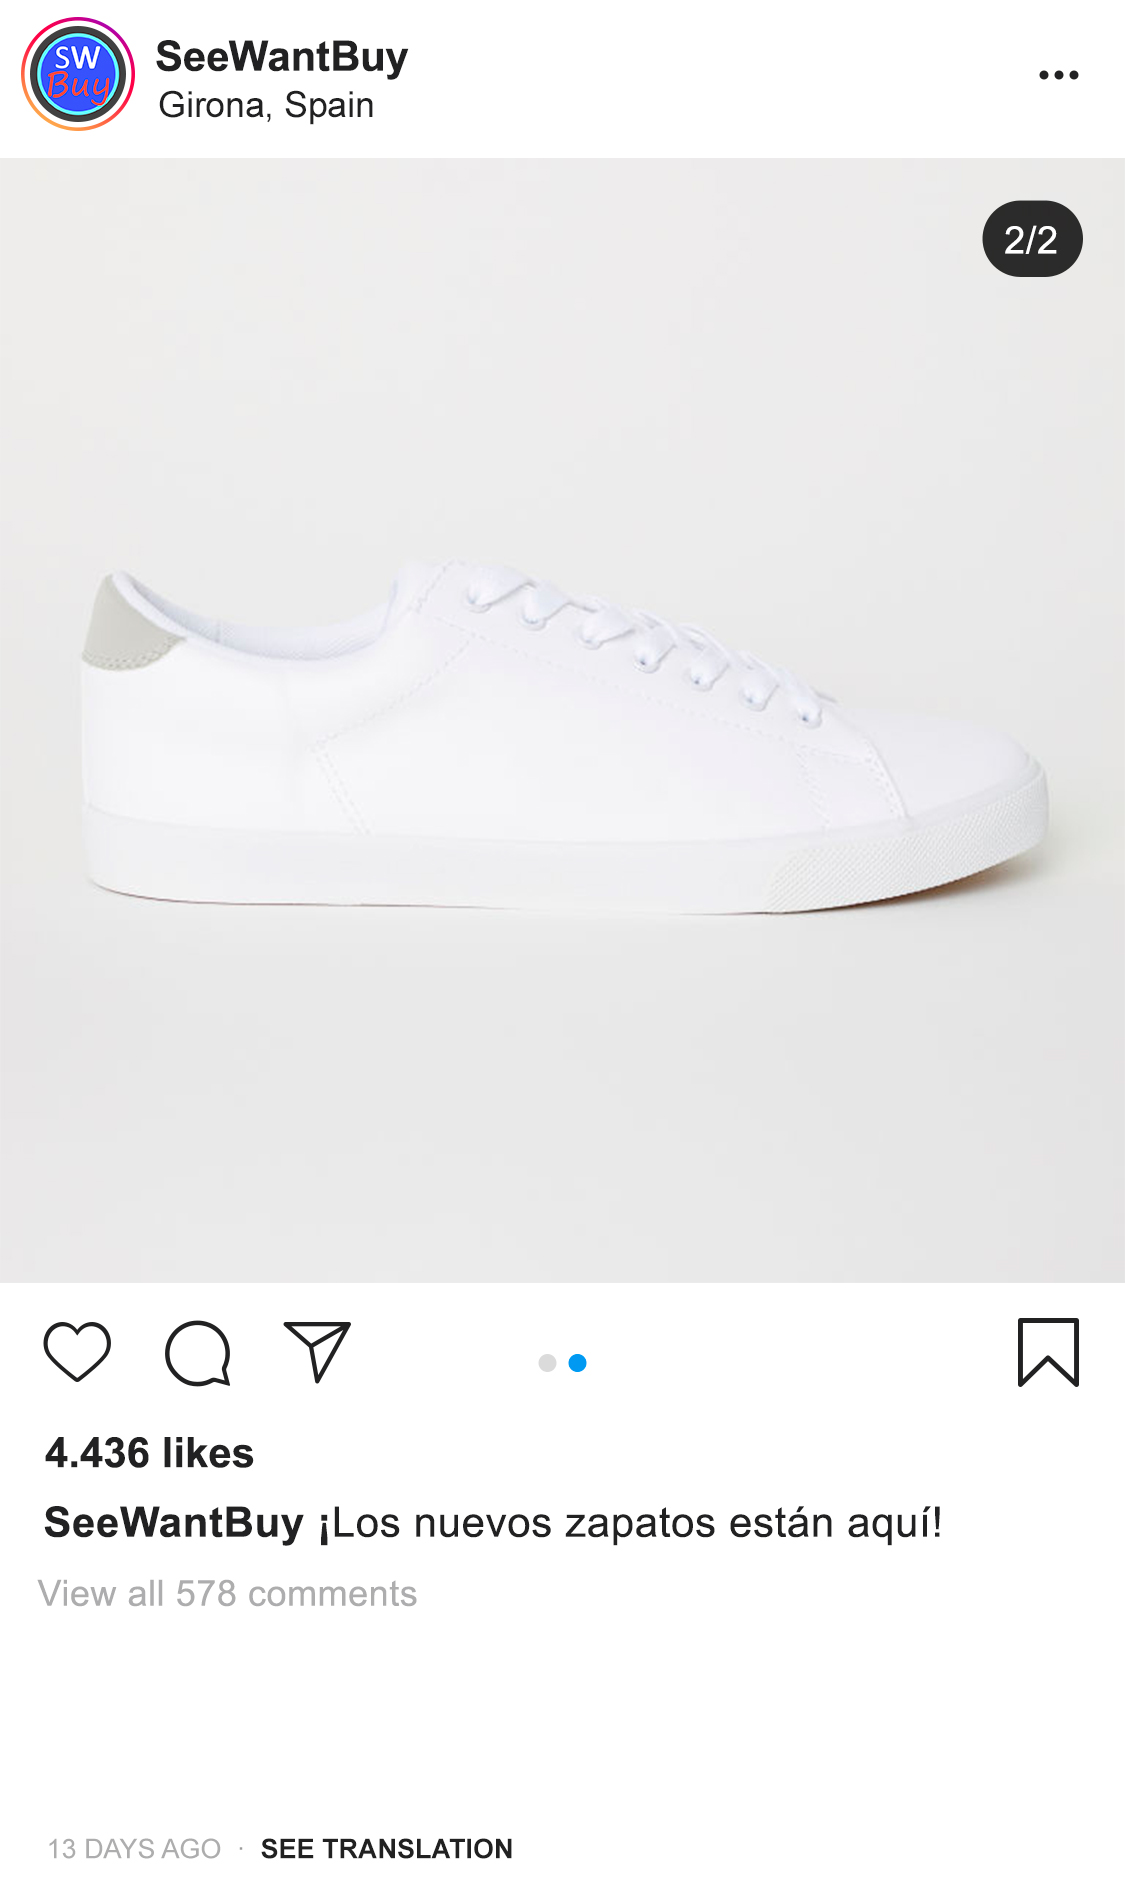 SW
Buy
SeeWantBuy
Girona, Spain
2/2
4.436 likes
SeeWantBuy ¡Los nuevos zapatos están aquí!
View all 578 comments
13 DAYS AGO · SEE TRANSLATION